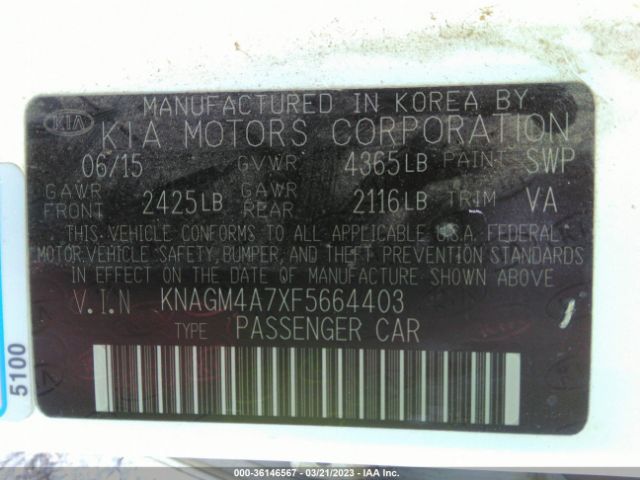 MANUFACTURED IN KOREA BY
KIA KIA MOTORS CORPORATION
06/15 GVWR 4365LB PAINT SWP
GAWR FRONT 2425LB GAWR REAR 2116LB TRIM VA
THIS VEHICLE CONFORMS TO ALL APPLICABLE U.S.A. FEDERAL
MOTOR VEHICLE SAFETY, BUMPER, AND THEFT PREVENTION STANDARDS
IN EFFECT ON THE DATE OF MANUFACTURE SHOWN ABOVE.
V.I.N KNAGM4A7XF5664403
TYPE PASSENGER CAR
5100
000-36146567 - 03/21/2023 - IAA Inc.